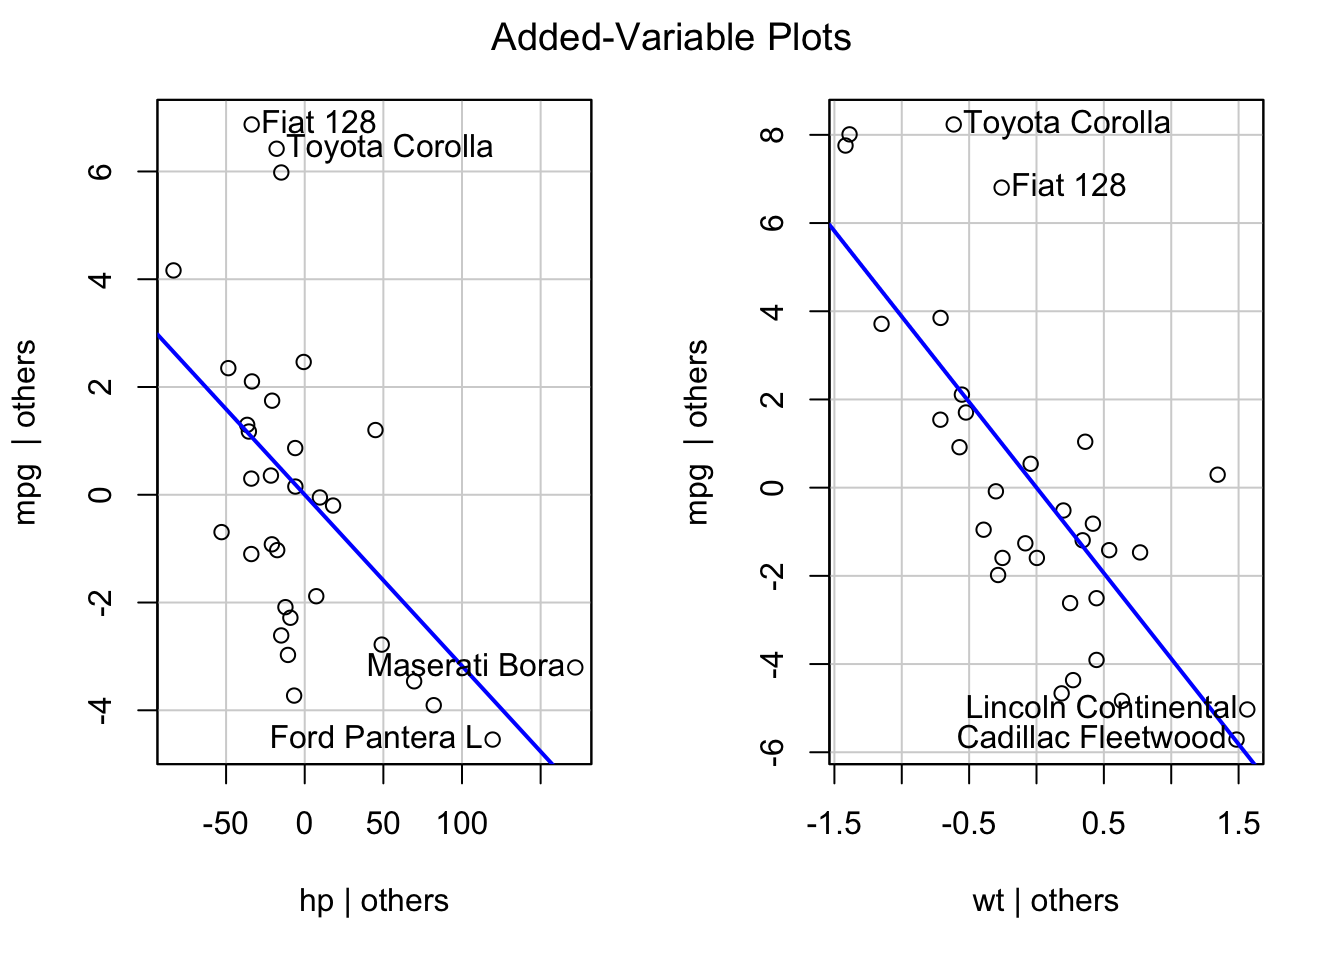 Added-Variable Plots
Fiat 128
Toyota Corolla
Maserati Bora
Ford Pantera L
6
4
2
0
-2
-4
mpg | others
-50 0 50 100
hp | others
Toyota Corolla
Fiat 128
Lincoln Continental
Cadillac Fleetwood
8
6
4
2
0
-2
-4
-6
mpg | others
-1.5 -0.5 0.5 1.5
wt | others